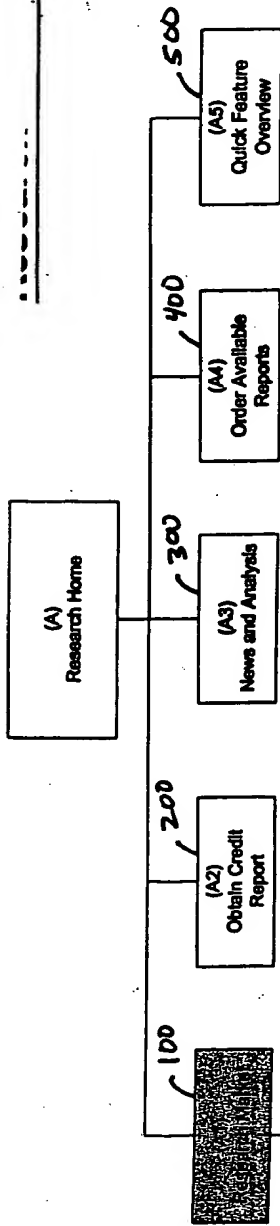 (A)
Research Home
100
200
(A2)
Obtain Credit
Report
300
(A3)
News and Analysis
400
(A4)
Order Available
Reports
500
(A5)
Quick Feature
Overview